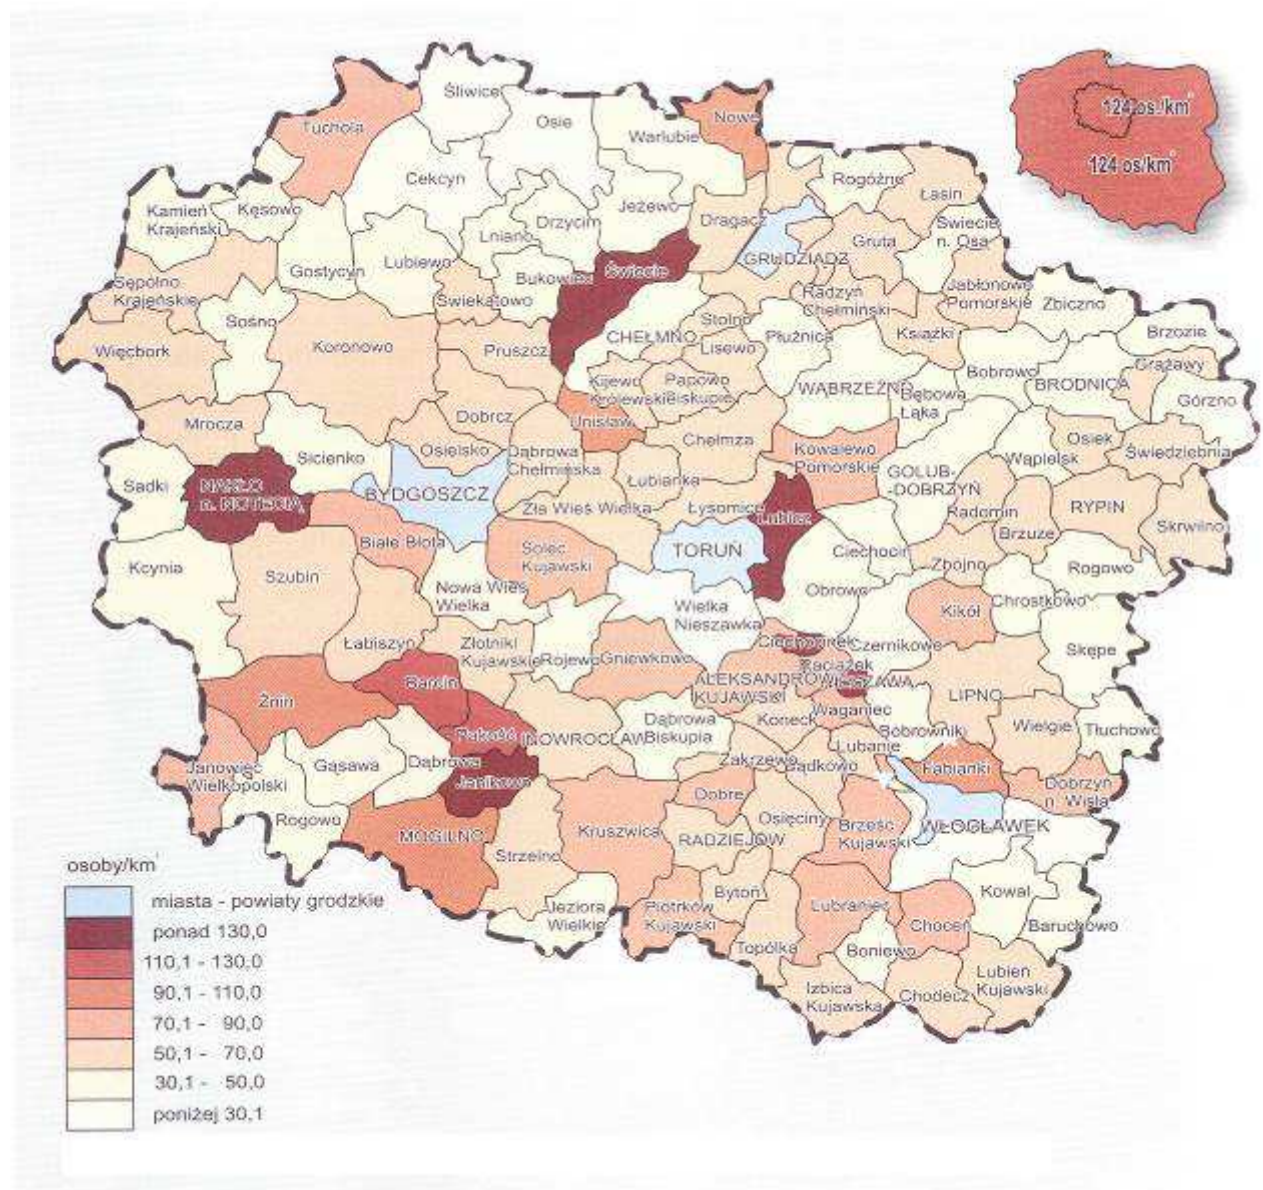 Śliwice
Osie
Tuchola
Nowe
Warlubie
124 os./km²
124 os/km²
Cekcyn
Rogóźno
Łasin
Kęsowo
Kamień
Krajeński
Jeżewo
Drzycim
Dragacz
Świecie
n. Osą
Lniano
Gruta
GRUDZIĄDZ
Lubiewo
Gostycyn
Świecie
Bukowiec
Sępólno
Krajeńskie
Świekatowo
Radzyń
Chełmiński
Jabłonowo
Pomorskie
Zbiczno
Sośno
Stolno
Książki
Brzozie
CHEŁMNO
Płużnica
Więcbork
Koronowo
Pruszcz
Lisewo
Bobrowo
Grążawy
Kijewo
Królewskie
Papowo
Biskupie
WĄBRZEŹNO
BRODNICA
Dębowa
Łąka
Górzno
Mrocza
Dobrcz
Unisław
Chełmża
Osiek
Świedziebnia
Sicienko
Osielsko
Dąbrowa
Chełmińska
Kowalewo
Pomorskie
Wąpielsk
Sadki
NAKŁO
n. NOTECIĄ
BYDGOSZCZ
Łubianka
GOLUB-
-DOBRZYŃ
Zła Wieś Wielka
Łysomice
Lubicz
Radomin
RYPIN
Skrwilno
Białe Błota
Solec
Kujawski
TORUŃ
Ciechocin
Brzuze
Kcynia
Szubin
Zbójno
Rogowo
Nowa Wieś
Wielka
Obrowo
Wielka
Nieszawka
Kikół
Chrostkowo
Łabiszyn
Złotniki
Kujawskie
Rojewo
Gniewkowo
Ciechocinek
Czernikowo
Skępe
Raciążek
Barcin
ALEKSANDRÓW
KUJAWSKI
NIESZAWA
Żnin
LIPNO
Waganiec
Pakość
INOWROCŁAW
Dąbrowa
Biskupia
Koneck
Bobrowniki
Wielgie
Tłuchowo
Lubanie
Janowiec
Wielkopolski
Gąsawa
Dąbrowa
Janikowo
Zakrzewo
Bądkowo
Fabianki
Dobrzyń
n. Wisłą
Dobre
Rogowo
MOGILNO
Kruszwica
Osięciny
Brześć
Kujawski
WŁOCŁAWEK
RADZIEJÓW
Strzelno
Kowal
Bytoń
Jeziora
Wielkie
Piotrków
Kujawski
Lubraniec
Choceń
Baruchowo
Topólka
Boniewo
Izbica
Kujawska
Chodecz
Lubień
Kujawski
osoby/km²
miasta - powiaty grodzkie
ponad 130,0
110,1 - 130,0
90,1 - 110,0
70,1 - 90,0
50,1 - 70,0
30,1 - 50,0
poniżej 30,1